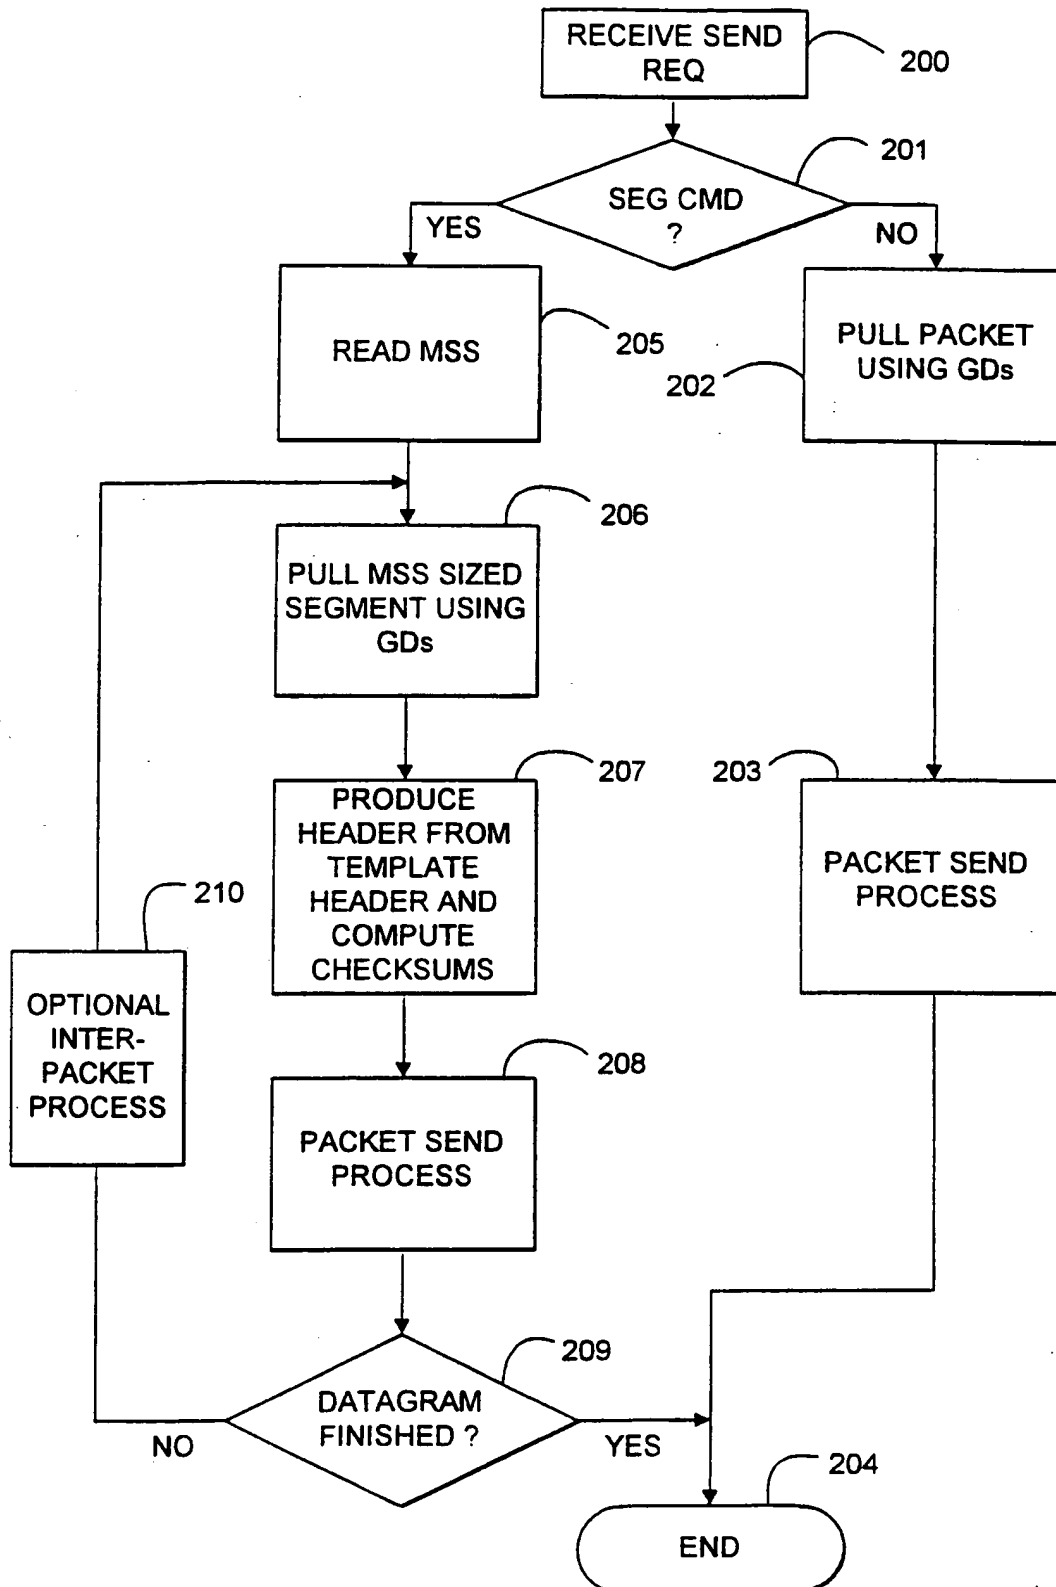 RECEIVE SEND
REQ
200
201
SEG CMD
?
YES
NO
READ MSS
205
PULL PACKET
USING GDs
202
206
PULL MSS SIZED
SEGMENT USING
GDs
207
203
PRODUCE
HEADER FROM
TEMPLATE
HEADER AND
COMPUTE
CHECKSUMS
PACKET SEND
PROCESS
210
OPTIONAL
INTER-
PACKET
PROCESS
208
PACKET SEND
PROCESS
209
DATAGRAM
FINISHED ?
NO
YES
204
END